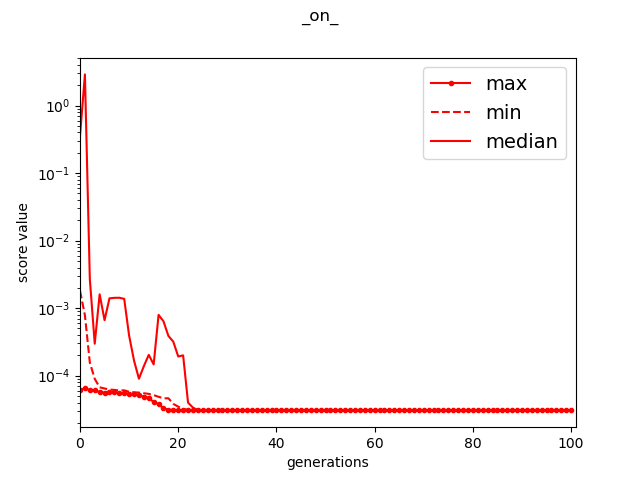 _on_
max
min
median
10⁰
10⁻¹
10⁻²
10⁻³
10⁻⁴
score value
0 20 40 60 80 100
generations